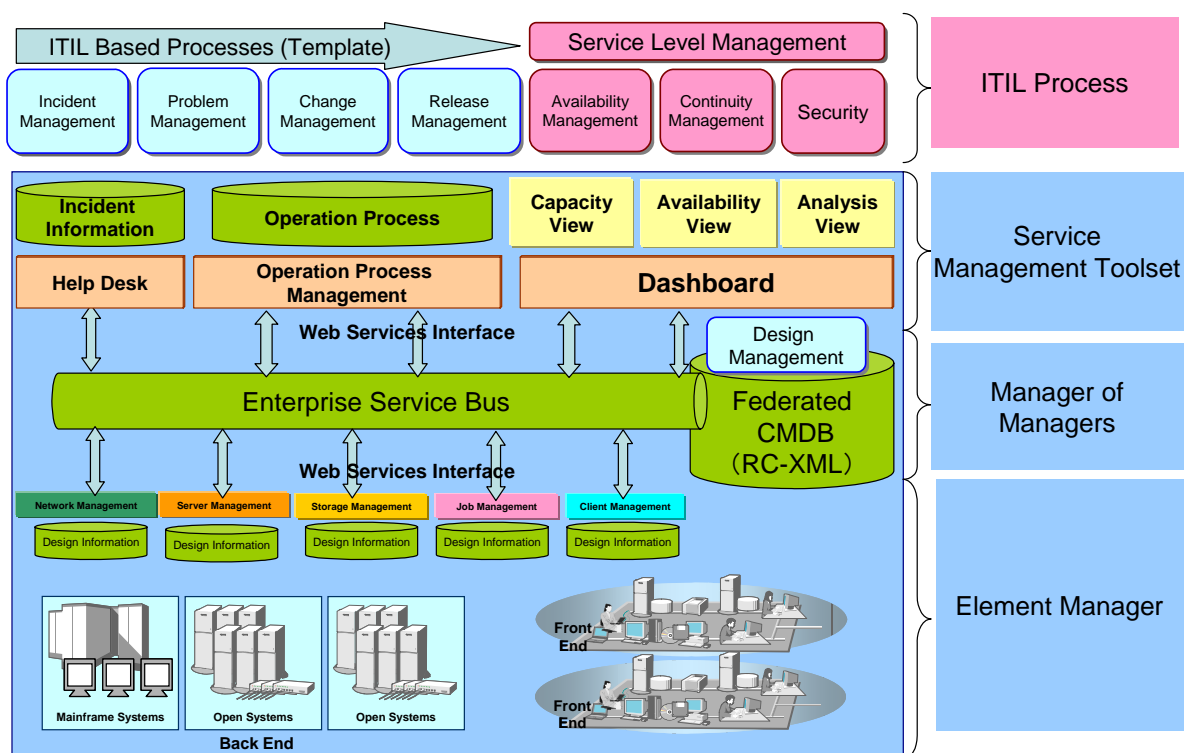 ITIL Based Processes (Template)
Service Level Management
ITIL Process
Incident
Management
Problem
Management
Change
Management
Release
Management
Availability
Management
Continuity
Management
Security
Incident
Information
Operation Process
Capacity
View
Availability
View
Analysis
View
Service
Management Toolset
Help Desk
Operation Process
Management
Dashboard
Web Services Interface
Design
Management
Enterprise Service Bus
Federated
CMDB
（RC-XML）
Manager of
Managers
Web Services Interface
Network Management
Server Management
Storage Management
Job Management
Client Management
Design Information
Design Information
Design Information
Design Information
Design Information
Element Manager
Front
End
Front
End
Mainframe Systems
Open Systems
Open Systems
Back End